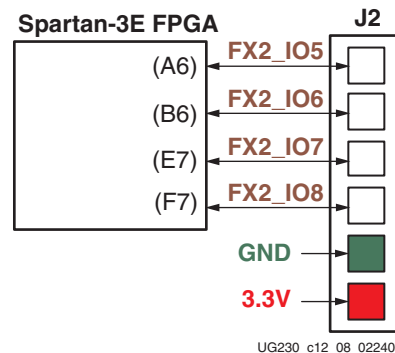 Spartan-3E FPGA J2
(A6) FX2_IO5
(B6) FX2_IO6
(E7) FX2_IO7
(F7) FX2_IO8
GND
3.3V
UG230_c12_08_02240